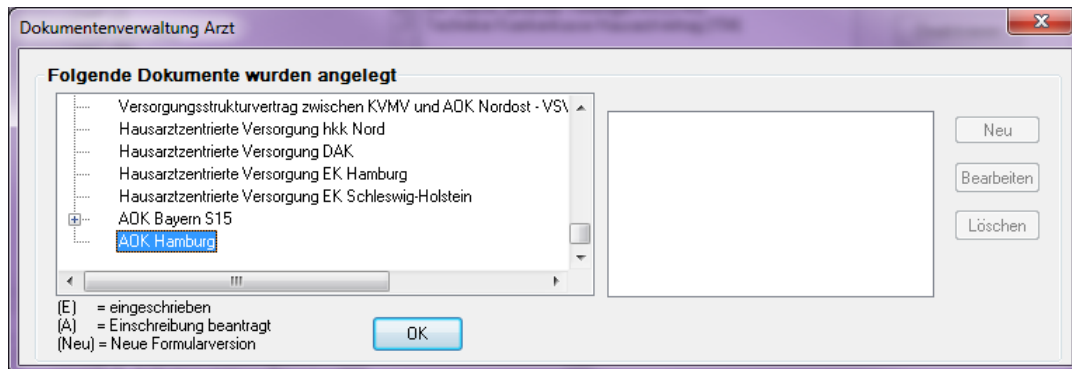 Dokumentenverwaltung Arzt
Folgende Dokumente wurden angelegt
Versorgungsstrukturvertrag zwischen KVMV und AOK Nordost - VSV
Hausarztzentrierte Versorgung hkk Nord
Hausarztzentrierte Versorgung DAK
Hausarztzentrierte Versorgung EK Hamburg
Hausarztzentrierte Versorgung EK Schleswig-Holstein
AOK Bayern S15
AOK Hamburg
(E) = eingeschrieben
(A) = Einschreibung beantragt
(Neu) = Neue Formularversion
OK
Neu
Bearbeiten
Löschen